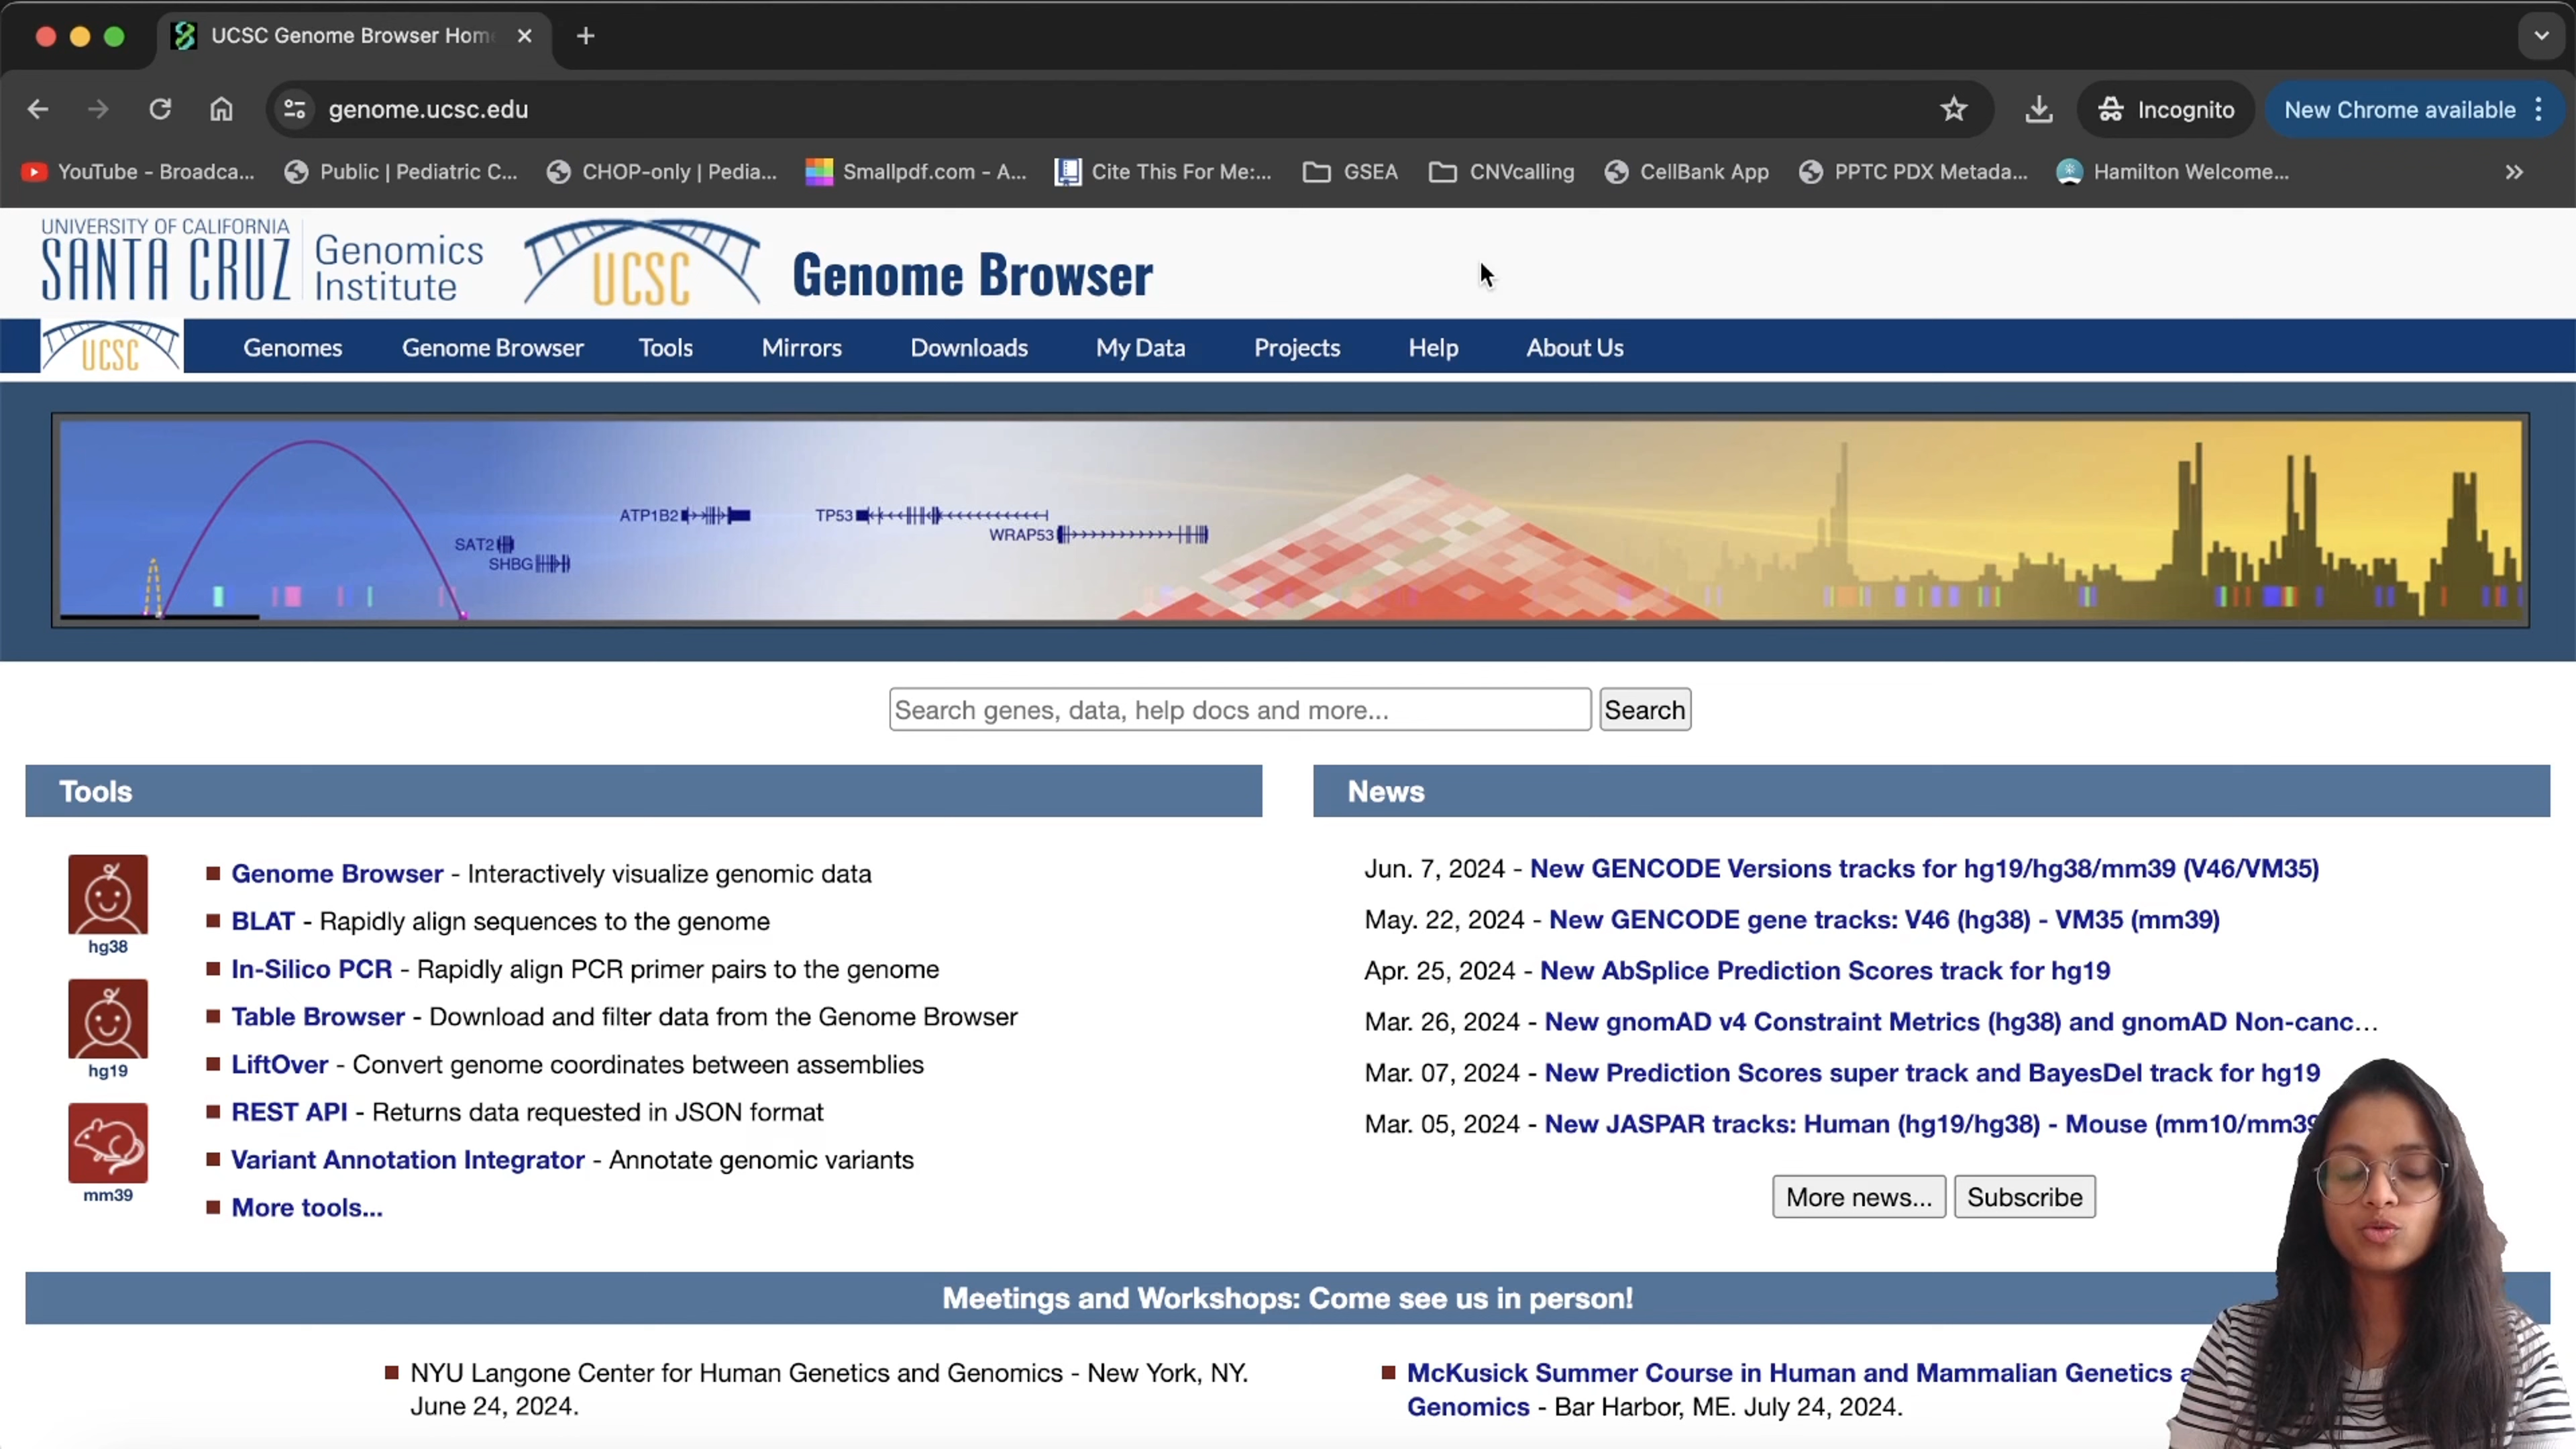 UCSC Genome Browser Hom
genome.ucsc.edu
Incognito
New Chrome available
YouTube - Broadca...
Public | Pediatric C...
CHOP-only | Pedia...
Smallpdf.com - A...
Cite This For Me:...
GSEA
CNVcalling
CellBank App
PPTC PDX Metada...
Hamilton Welcome...
UNIVERSITY OF CALIFORNIA
SANTA CRUZ
Genomics
Institute
UCSC
Genome Browser
UCSC
Genomes
Genome Browser
Tools
Mirrors
Downloads
My Data
Projects
Help
About Us
ATP1B2
TP53
WRAP53
SAT2
SHBG
Search genes, data, help docs and more...
Search
Tools
hg38
hg19
mm39
Genome Browser - Interactively visualize genomic data
BLAT - Rapidly align sequences to the genome
In-Silico PCR - Rapidly align PCR primer pairs to the genome
Table Browser - Download and filter data from the Genome Browser
LiftOver - Convert genome coordinates between assemblies
REST API - Returns data requested in JSON format
Variant Annotation Integrator - Annotate genomic variants
More tools...
News
Jun. 7, 2024 - New GENCODE Versions tracks for hg19/hg38/mm39 (V46/VM35)
May. 22, 2024 - New GENCODE gene tracks: V46 (hg38) - VM35 (mm39)
Apr. 25, 2024 - New AbSplice Prediction Scores track for hg19
Mar. 26, 2024 - New gnomAD v4 Constraint Metrics (hg38) and gnomAD Non-canc...
Mar. 07, 2024 - New Prediction Scores super track and BayesDel track for hg19
Mar. 05, 2024 - New JASPAR tracks: Human (hg19/hg38) - Mouse (mm10/mm39
More news...
Subscribe
Meetings and Workshops: Come see us in person!
NYU Langone Center for Human Genetics and Genomics - New York, NY.
June 24, 2024.
McKusick Summer Course in Human and Mammalian Genetics a
Genomics - Bar Harbor, ME. July 24, 2024.